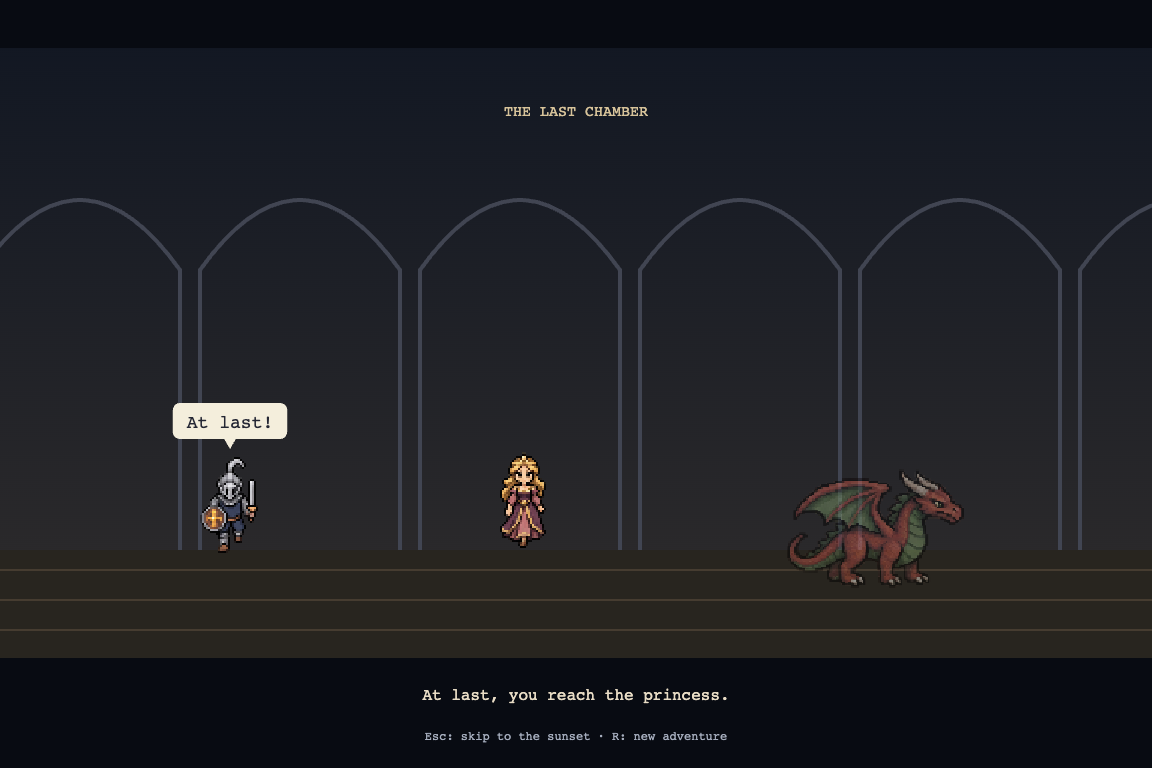 THE LAST CHAMBER
At last!
At last, you reach the princess.
Esc: skip to the sunset · R: new adventure